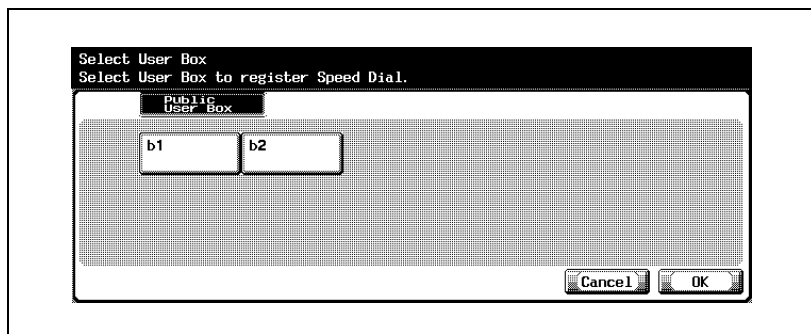 Select User Box
Select User Box to register Speed Dial.
Public
User Box
b1 b2
Cancel OK